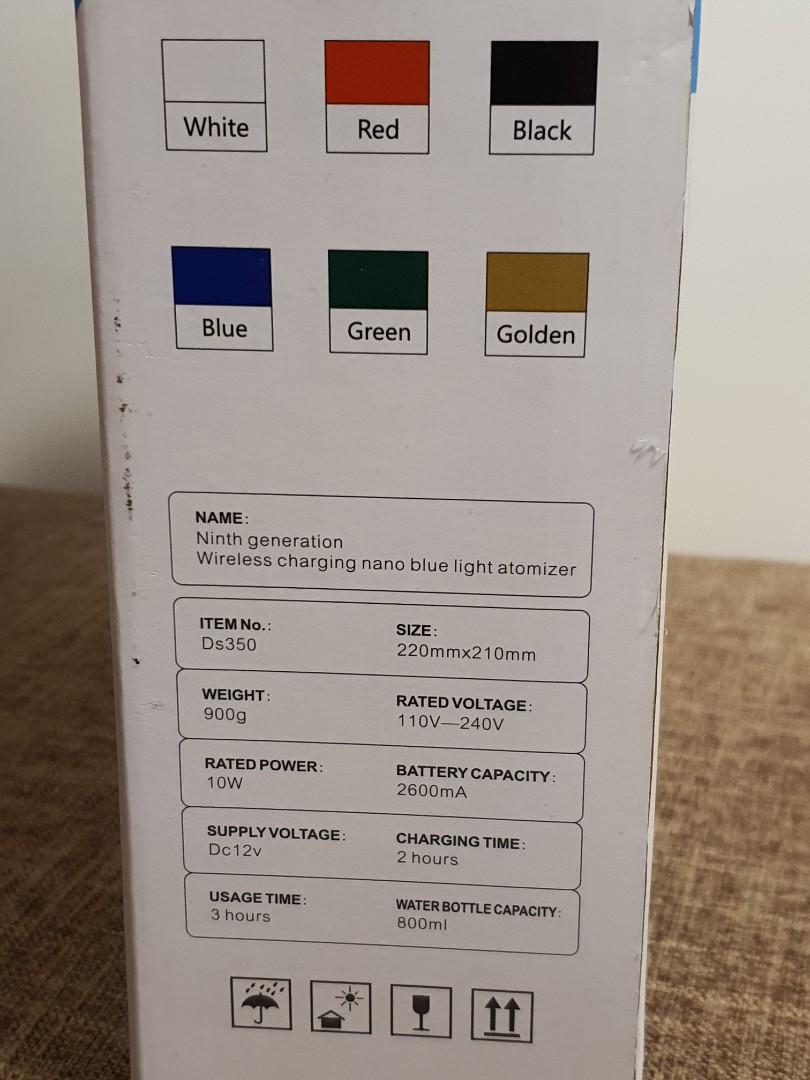 White Red Black
Blue Green Golden
NAME:
Ninth generation
Wireless charging nano blue light atomizer
ITEM No.: SIZE:
Ds350 220mmx210mm
WEIGHT: RATED VOLTAGE:
900g 110V—240V
RATED POWER: BATTERY CAPACITY:
10W 2600mA
SUPPLY VOLTAGE: CHARGING TIME:
Dc12v 2 hours
USAGE TIME: WATER BOTTLE CAPACITY:
3 hours 800ml